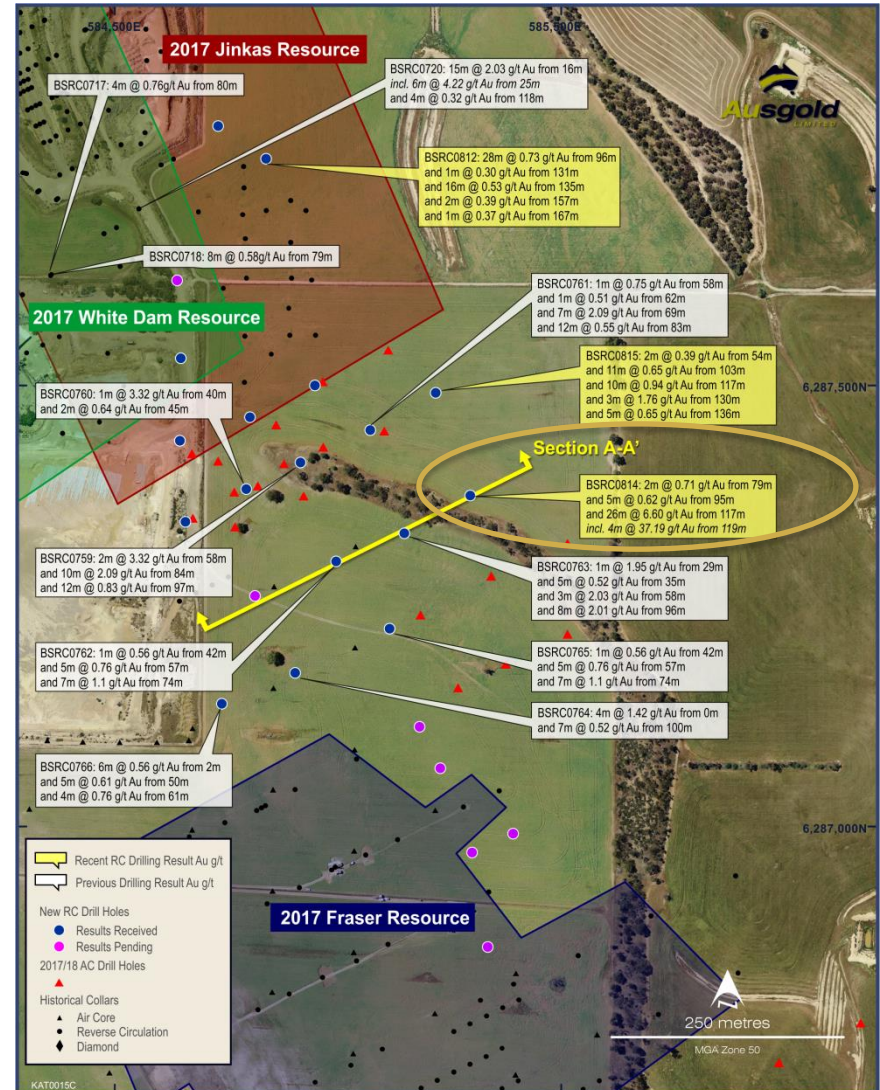 584,500E
585,500E
2017 Jinkas Resource
Ausgold
LIMITED
BSRC0717: 4m @ 0.76g/t Au from 80m
BSRC0720: 15m @ 2.03 g/t Au from 16m
incl. 6m @ 4.22 g/t Au from 25m
and 4m @ 0.32 g/t Au from 118m
BSRC0812: 28m @ 0.73 g/t Au from 96m
and 1m @ 0.30 g/t Au from 131m
and 16m @ 0.53 g/t Au from 135m
and 2m @ 0.39 g/t Au from 157m
and 1m @ 0.37 g/t Au from 167m
BSRC0718: 8m @ 0.58g/t Au from 79m
BSRC0761: 1m @ 0.75 g/t Au from 58m
and 1m @ 0.51 g/t Au from 62m
and 7m @ 2.09 g/t Au from 69m
and 12m @ 0.55 g/t Au from 83m
2017 White Dam Resource
BSRC0815: 2m @ 0.39 g/t Au from 54m
and 11m @ 0.65 g/t Au from 103m
and 10m @ 0.94 g/t Au from 117m
and 3m @ 1.76 g/t Au from 130m
and 5m @ 0.65 g/t Au from 136m
6,287,500N
BSRC0760: 1m @ 3.32 g/t Au from 40m
and 2m @ 0.64 g/t Au from 45m
Section A-A'
BSRC0814: 2m @ 0.71 g/t Au from 79m
and 5m @ 0.62 g/t Au from 95m
and 26m @ 6.60 g/t Au from 117m
incl. 4m @ 37.19 g/t Au from 119m
BSRC0759: 2m @ 3.32 g/t Au from 58m
and 10m @ 2.09 g/t Au from 84m
and 12m @ 0.83 g/t Au from 97m
BSRC0763: 1m @ 1.95 g/t Au from 29m
and 5m @ 0.52 g/t Au from 35m
and 3m @ 2.03 g/t Au from 58m
and 8m @ 2.01 g/t Au from 96m
BSRC0762: 1m @ 0.56 g/t Au from 42m
and 5m @ 0.76 g/t Au from 57m
and 7m @ 1.1 g/t Au from 74m
BSRC0765: 1m @ 0.56 g/t Au from 42m
and 5m @ 0.76 g/t Au from 57m
and 7m @ 1.1 g/t Au from 74m
BSRC0764: 4m @ 1.42 g/t Au from 0m
and 7m @ 0.52 g/t Au from 100m
BSRC0766: 6m @ 0.56 g/t Au from 2m
and 5m @ 0.61 g/t Au from 50m
and 4m @ 0.76 g/t Au from 61m
6,287,000N
Recent RC Drilling Result Au g/t
Previous Drilling Result Au g/t
New RC Drill Holes
Results Received
Results Pending
2017/18 AC Drill Holes
Historical Collars
Air Core
Reverse Circulation
Diamond
2017 Fraser Resource
N
250 metres
MGA Zone 50
KAT0015C